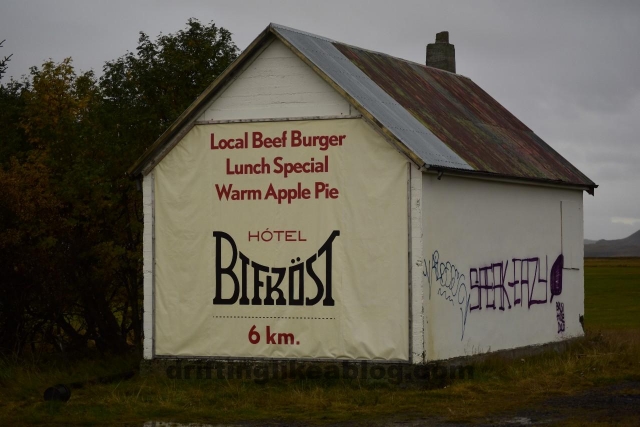 Local Beef Burger
Lunch Special
Warm Apple Pie
HÓTEL
BIFRÖST
6 km.
driftinglikeablog.com